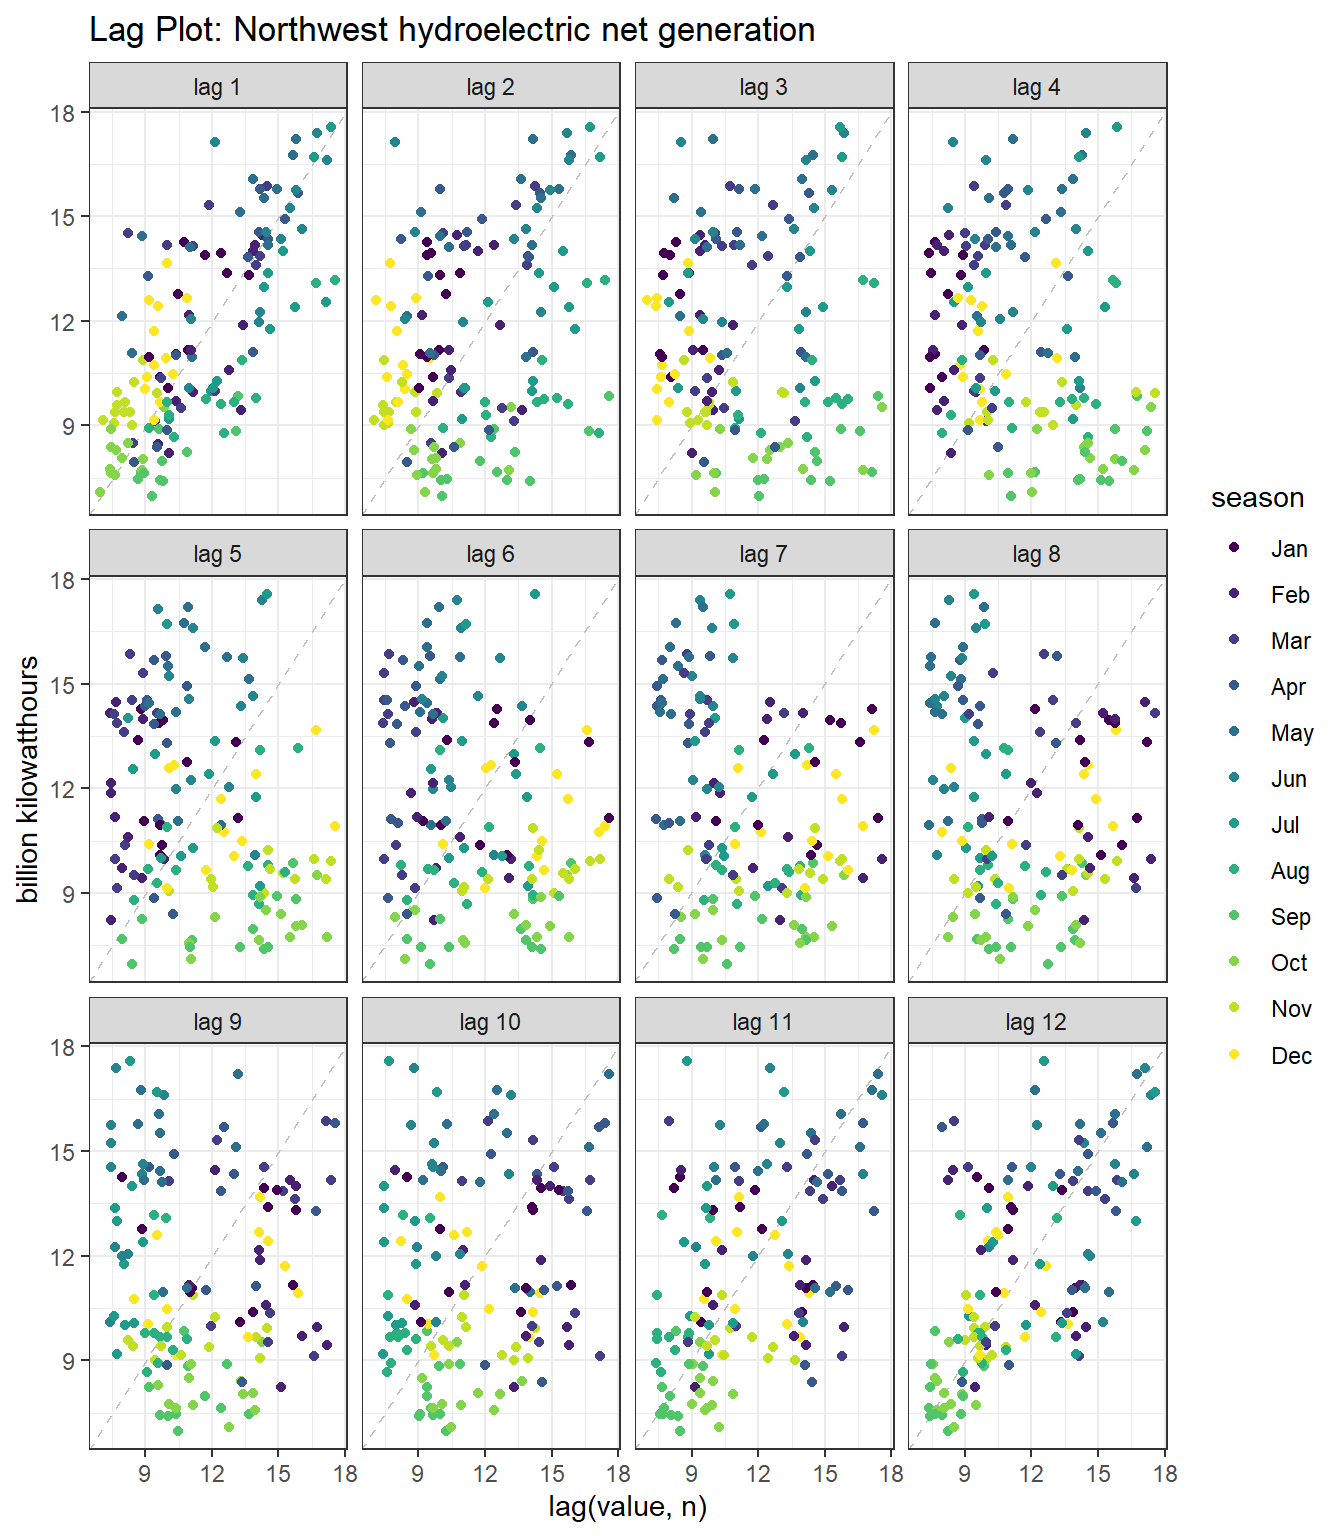 Lag Plot: Northwest hydroelectric net generation
lag 1
lag 2
lag 3
lag 4
18
15
12
9
lag 5
lag 6
lag 7
lag 8
18
15
12
9
lag 9
lag 10
lag 11
lag 12
18
15
12
9
9 12 15 18
9 12 15 18
9 12 15 18
9 12 15 18
lag(value, n)
billion kilowatthours
season
Jan
Feb
Mar
Apr
May
Jun
Jul
Aug
Sep
Oct
Nov
Dec